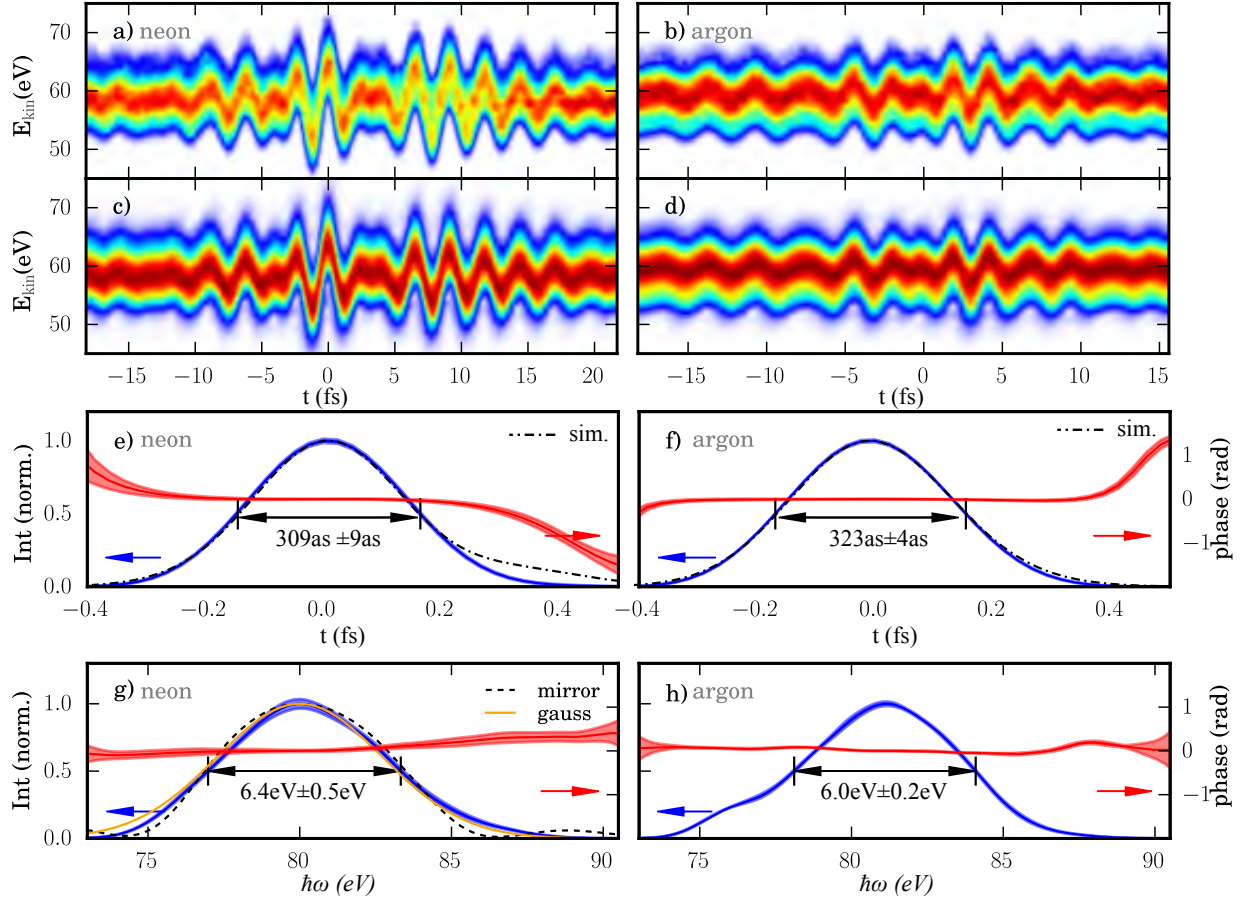 a) neon
b) argon
70
60
50
E_kin(eV)
c)
d)
70
60
50
E_kin(eV)
−15 −10 −5 0 5 10 15 20
−15 −10 −5 0 5 10 15
t (fs)
t (fs)
e) neon
sim.
f) argon
sim.
1.0
0.5
0.0
Int (norm.)
309as ±9as
323as±4as
1
0
−1
phase (rad)
−0.4 −0.2 0.0 0.2 0.4
−0.4 −0.2 0.0 0.2 0.4
t (fs)
t (fs)
g) neon
mirror
gauss
h) argon
1.0
0.5
0.0
Int (norm.)
6.4eV±0.5eV
6.0eV±0.2eV
1
0
−1
phase (rad)
75 80 85 90
75 80 85 90
ħω (eV)
ħω (eV)